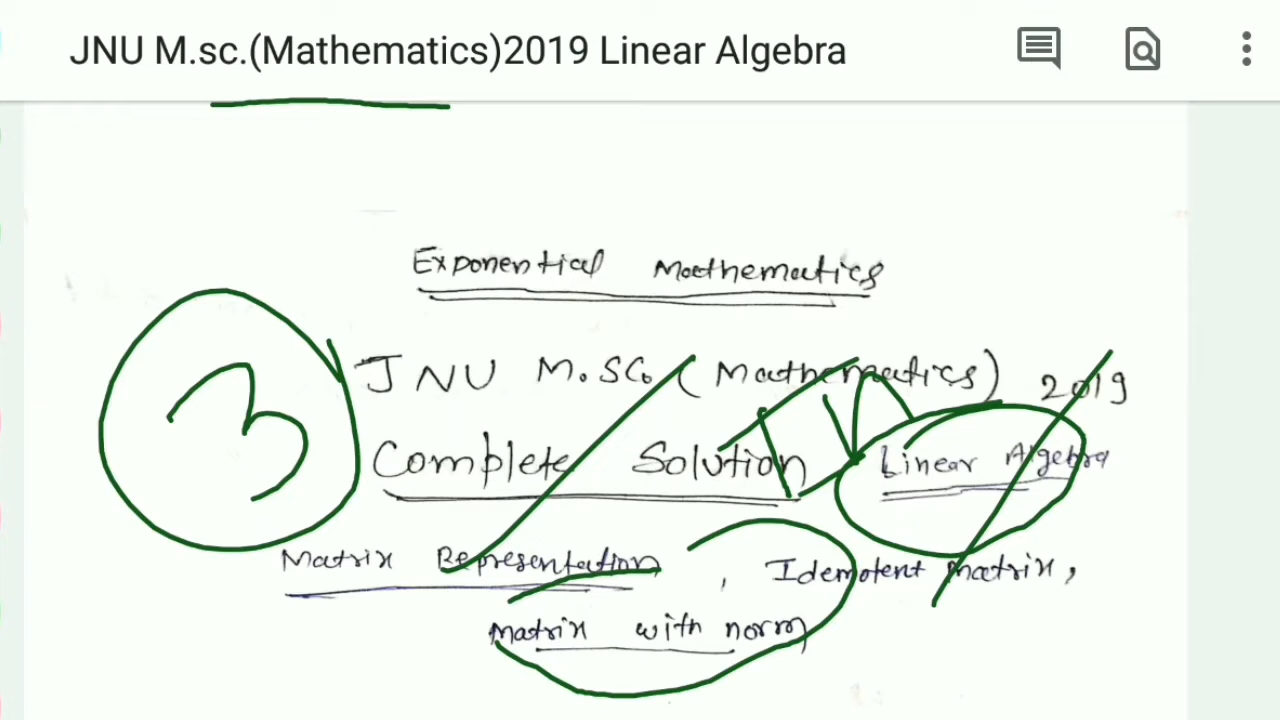 JNU M.sc.(Mathematics)2019 Linear Algebra
Exponential Mathematics
3
JNU M.SC. (Mathematics) 2019
Complete Solution Linear Algebra
Matrix Representation, Idempotent Matrix,
Matrix with norm